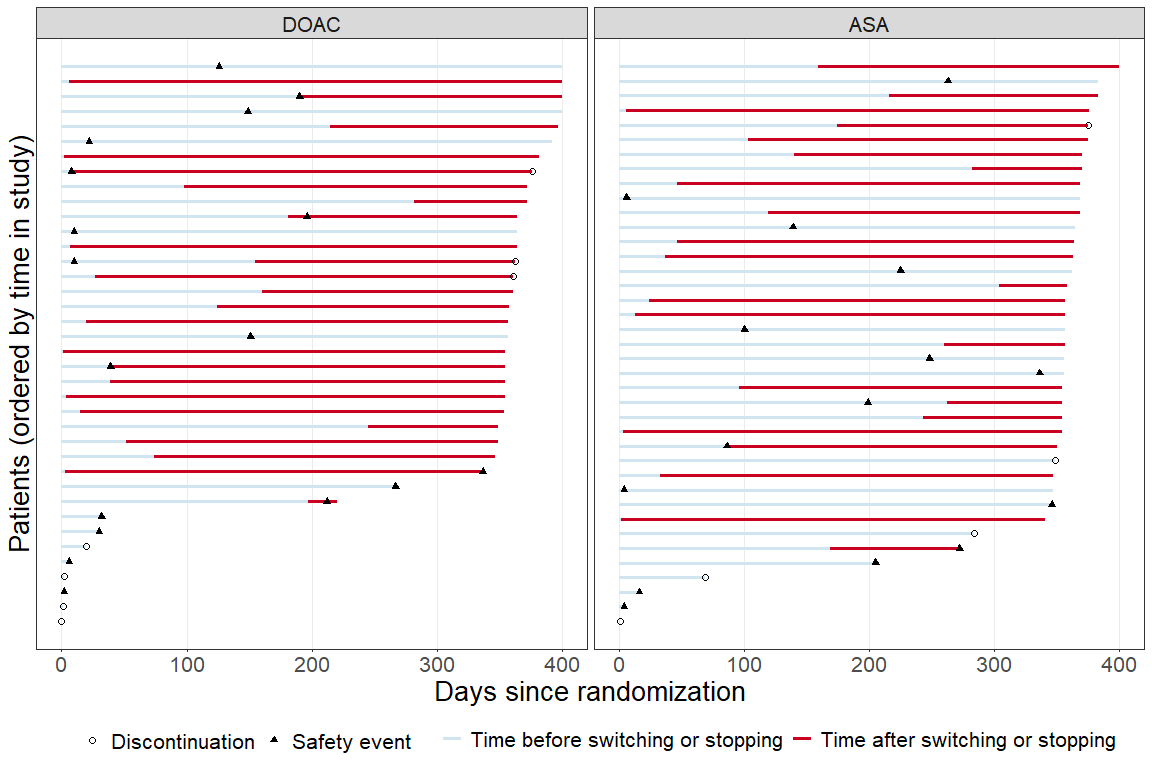 DOAC
ASA
Patients (ordered by time in study)
0 100 200 300 400
0 100 200 300 400
Days since randomization
Discontinuation Safety event Time before switching or stopping Time after switching or stopping